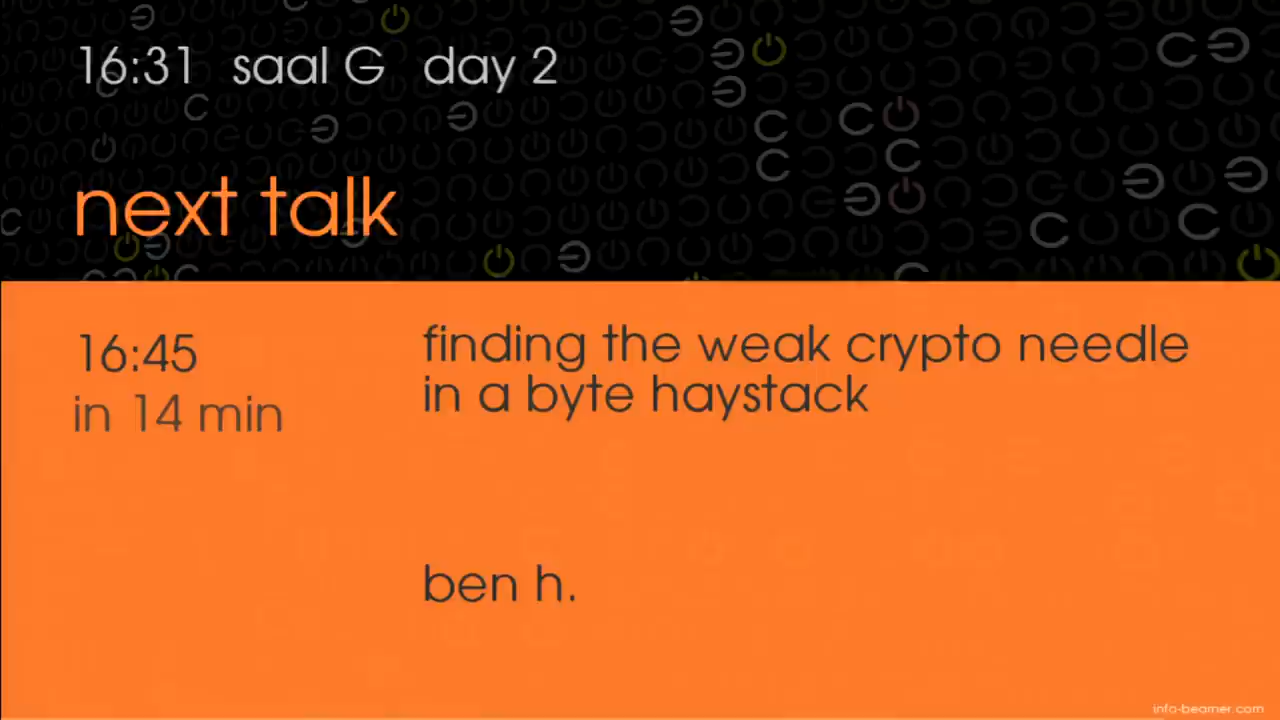 16:31 saal G day 2
next talk
16:45
in 14 min
finding the weak crypto needle
in a byte haystack
ben h.
info-beamer.com